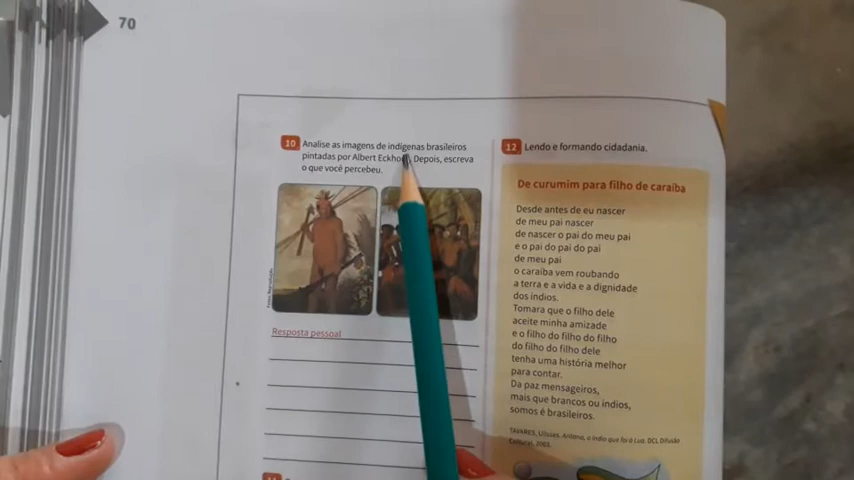 70
10 Analise as imagens de indígenas brasileiros
pintadas por Albert Eckhout. Depois, escreva
o que você percebeu.
Resposta pessoal
12 Lendo e formando cidadania.
De curumim para filho de caraíba
Desde antes de eu nascer
de meu pai nascer
de nascer o pai do meu pai
e o pai do pai do pai
de meu pai
o caraíba vem roubando
a terra e a vida e a dignidade
dos índios.
Tomara que o filho dele
aceite minha amizade
e o filho do filho do filho
do filho do filho dele
tenha uma história melhor
para contar.
Da paz mensageiros,
mais que brancos ou índios,
somos é brasileiros.
TAVARES, Ulisses. o índio que foi à Lua. DCL Difusão
Cultural, 2003.